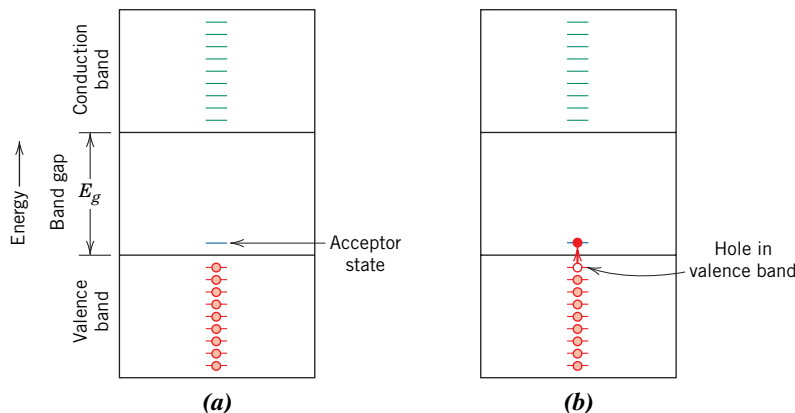 Energy
Conduction
band
Band gap
E_g
Valence
band
Acceptor
state
Hole in
valence band
(a)
(b)